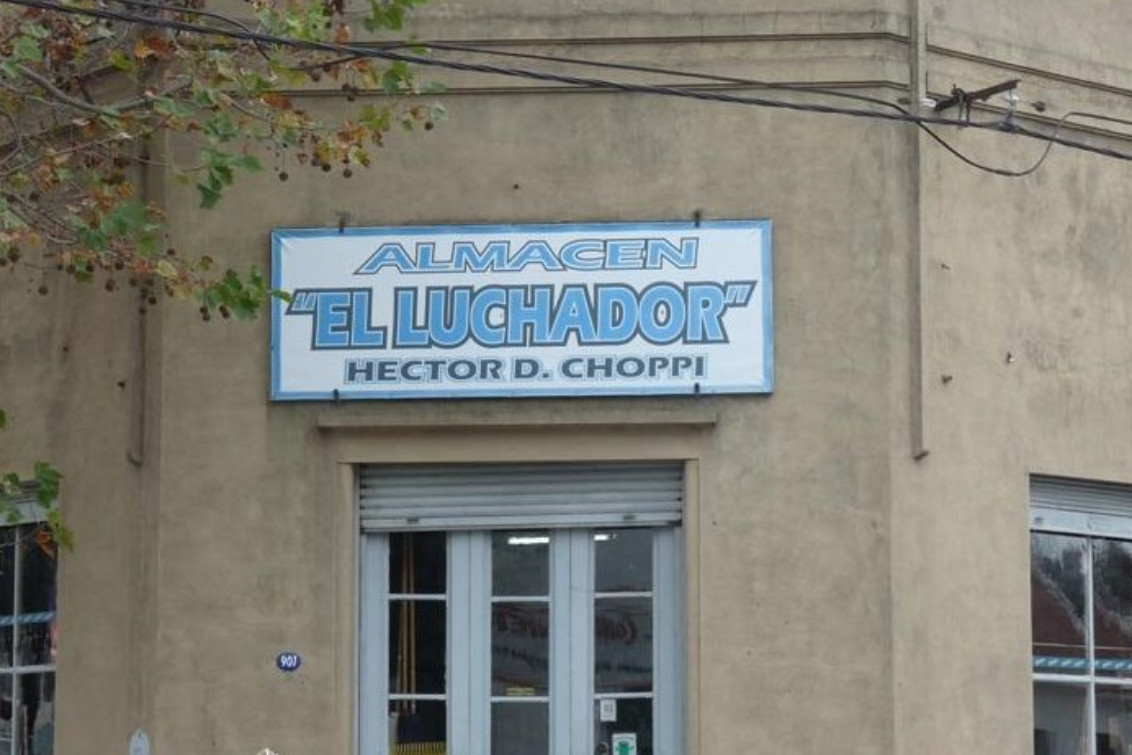 ALMACEN
"EL LUCHADOR"
HECTOR D. CHOPPI
907